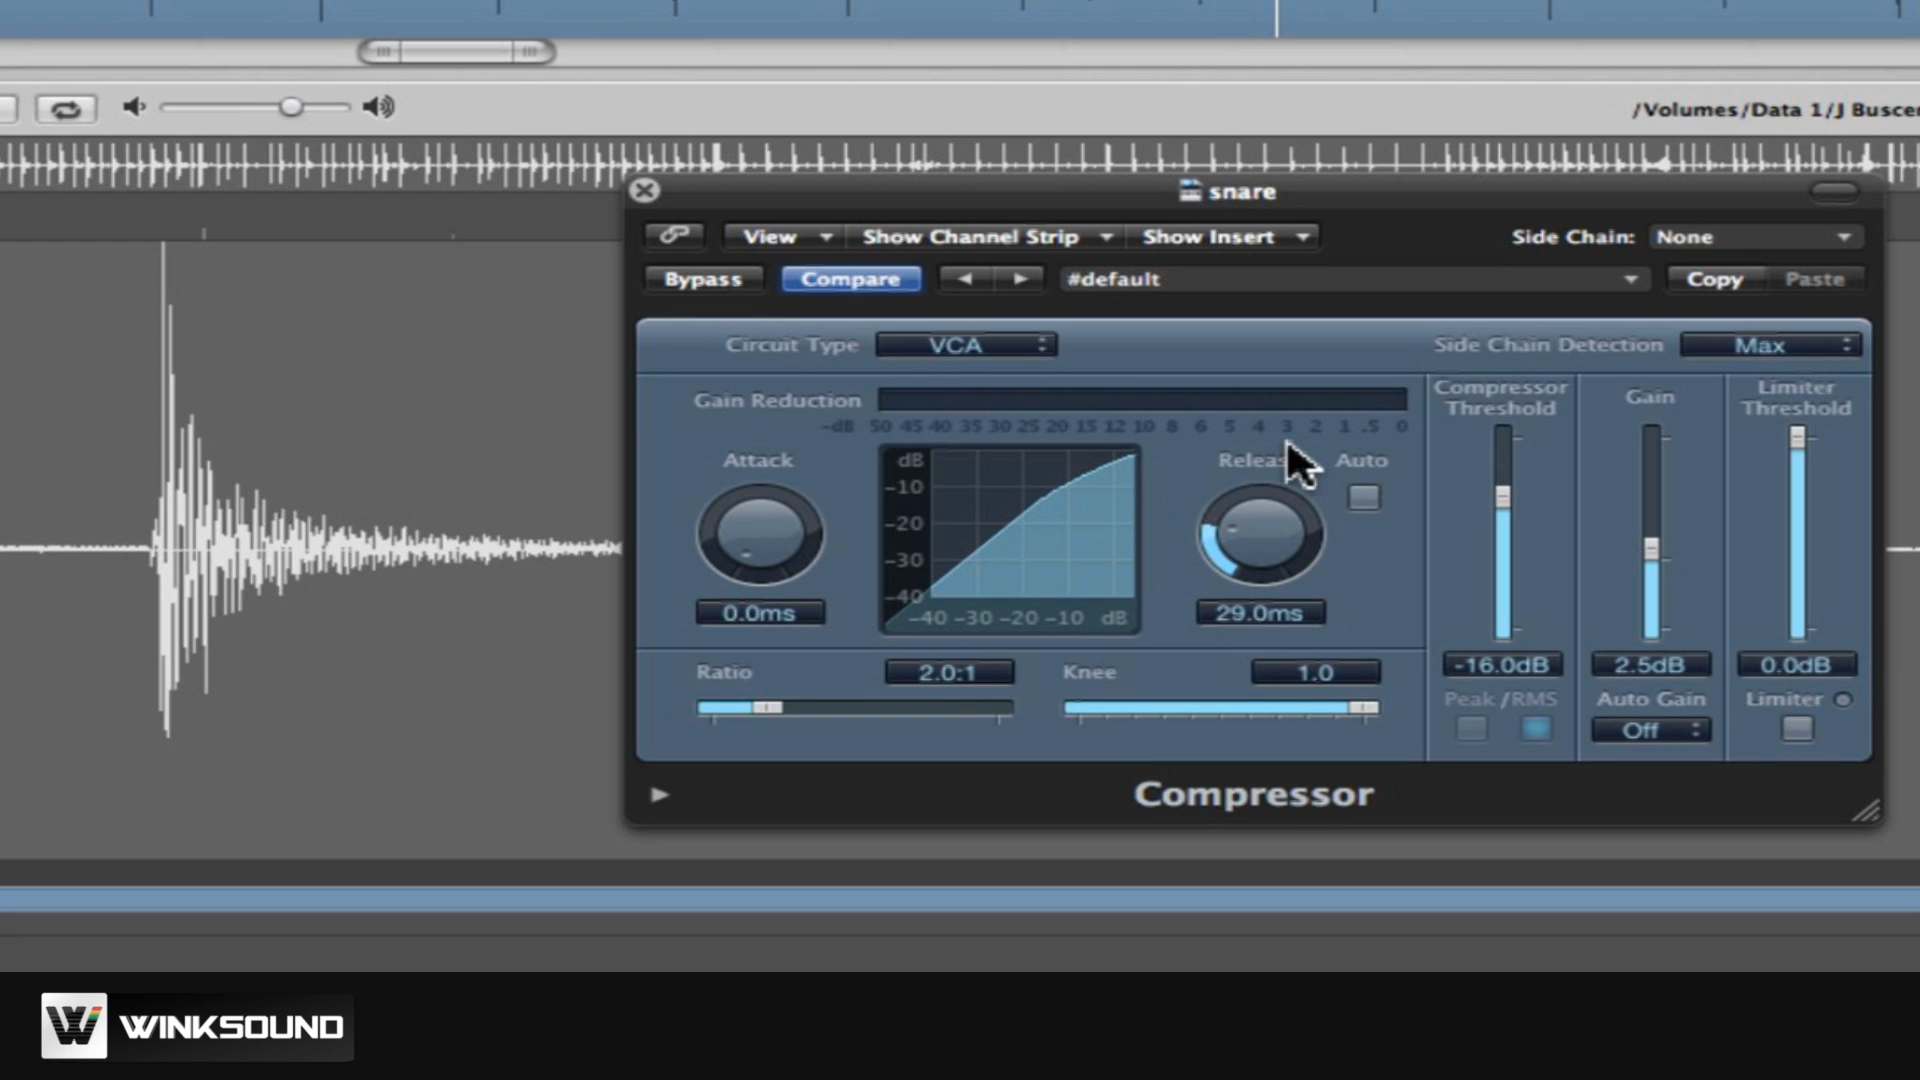 /Volumes/Data 1/J Buscer
snare
View Show Channel Strip Show Insert Side Chain: None
Bypass Compare #default Copy Paste
Circuit Type VCA Side Chain Detection Max
Gain Reduction
-dB 50 45 40 35 30 25 20 15 12 10 8 6 5 4 3 2 1 .5 0
Compressor Threshold
Gain
Limiter Threshold
Attack
0.0ms
dB
-10
-20
-30
-40
-40 -30 -20 -10 dB
Releas
Auto
29.0ms
Ratio 2.0:1
Knee 1.0
-16.0dB 2.5dB 0.0dB
Peak / RMS Auto Gain Limiter
Off
Compressor
W WINKSOUND